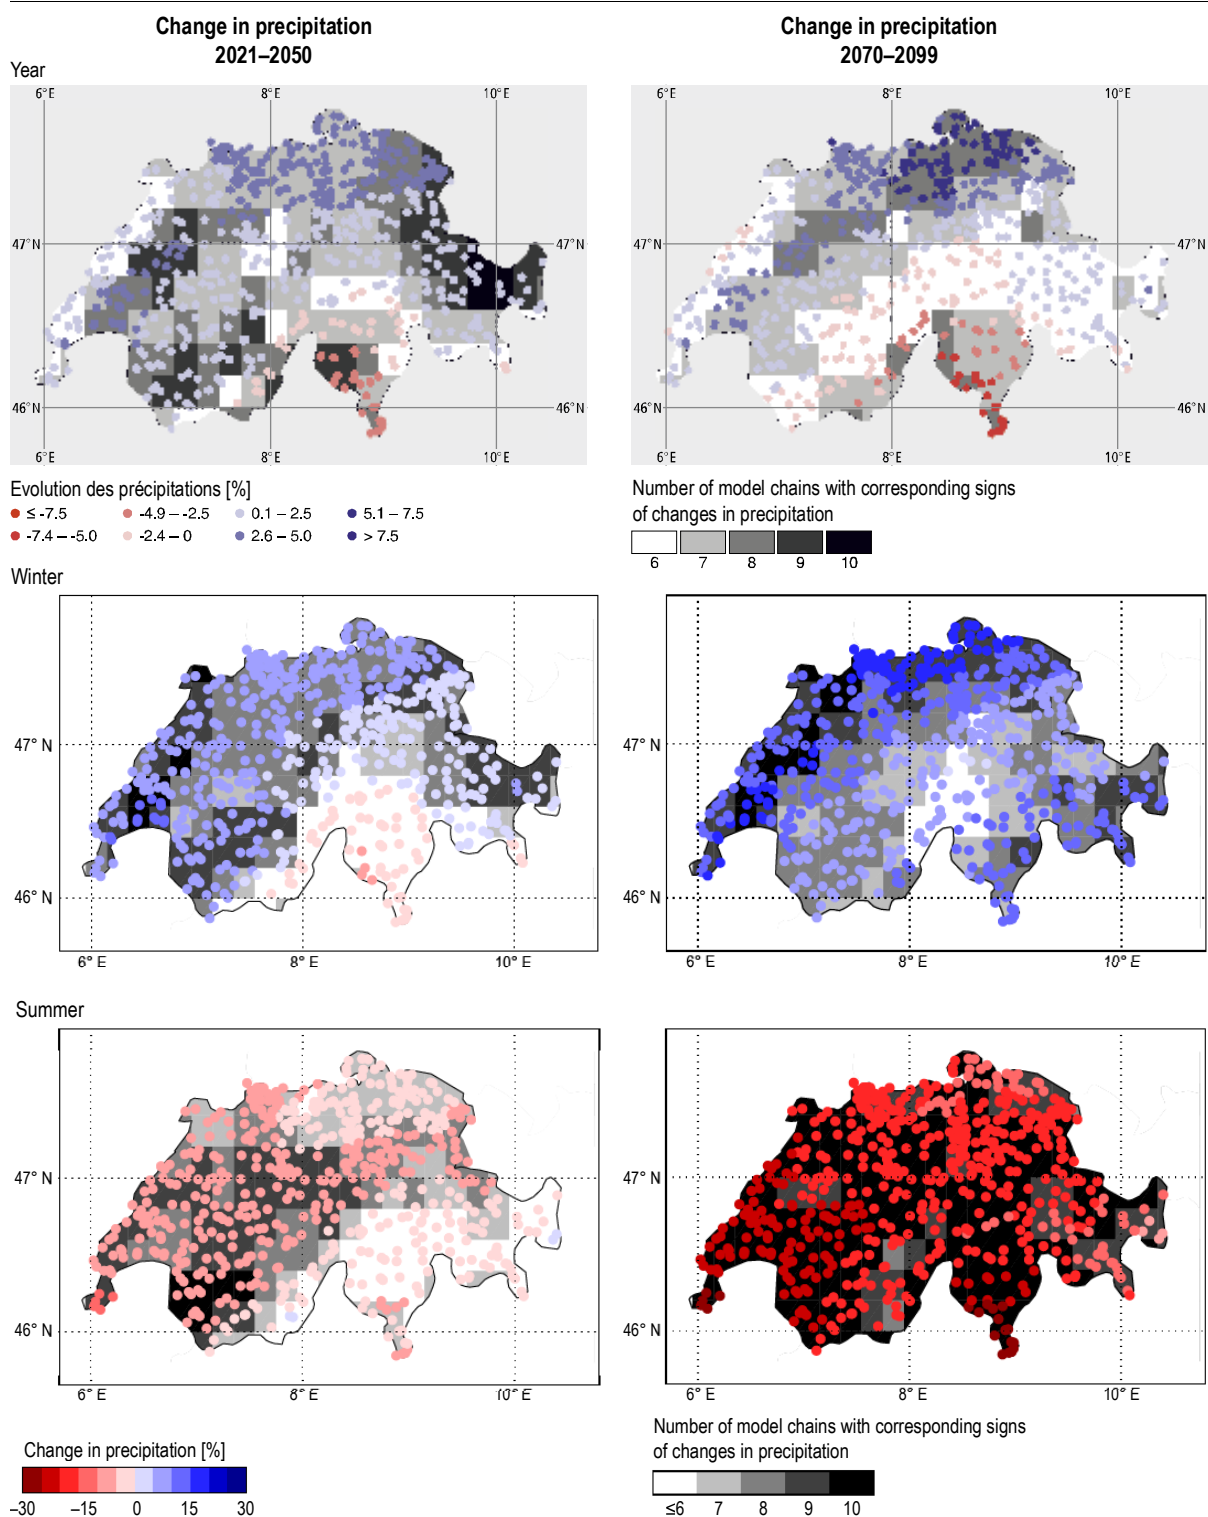 Change in precipitation
2021–2050
Change in precipitation
2070–2099
Year
6°E 8°E 10°E
6°E 8°E 10°E
47°N 47°N
47°N 47°N
46°N 46°N
46°N 46°N
6°E 8°E 10°E
6°E 8°E 10°E
Evolution des précipitations [%]
≤ -7.5 -4.9 – -2.5 0.1 – 2.5 5.1 – 7.5
-7.4 – -5.0 -2.4 – 0 2.6 – 5.0 > 7.5
Number of model chains with corresponding signs
of changes in precipitation
6 7 8 9 10
Winter
47° N
47° N
46° N
46° N
6° E 8° E 10° E
6° E 8° E 10° E
Summer
47° N
47° N
46° N
46° N
6° E 8° E 10° E
6° E 8° E 10° E
Change in precipitation [%]
–30 –15 0 15 30
Number of model chains with corresponding signs
of changes in precipitation
≤6 7 8 9 10